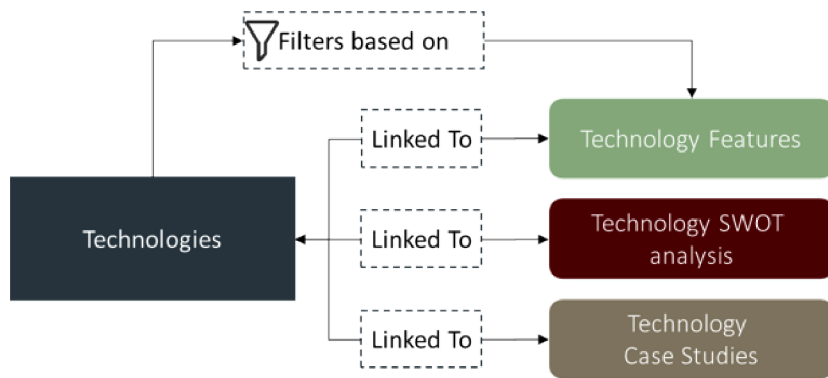 Filters based on
Linked To
Technology Features
Technologies
Linked To
Technology SWOT
analysis
Linked To
Technology
Case Studies